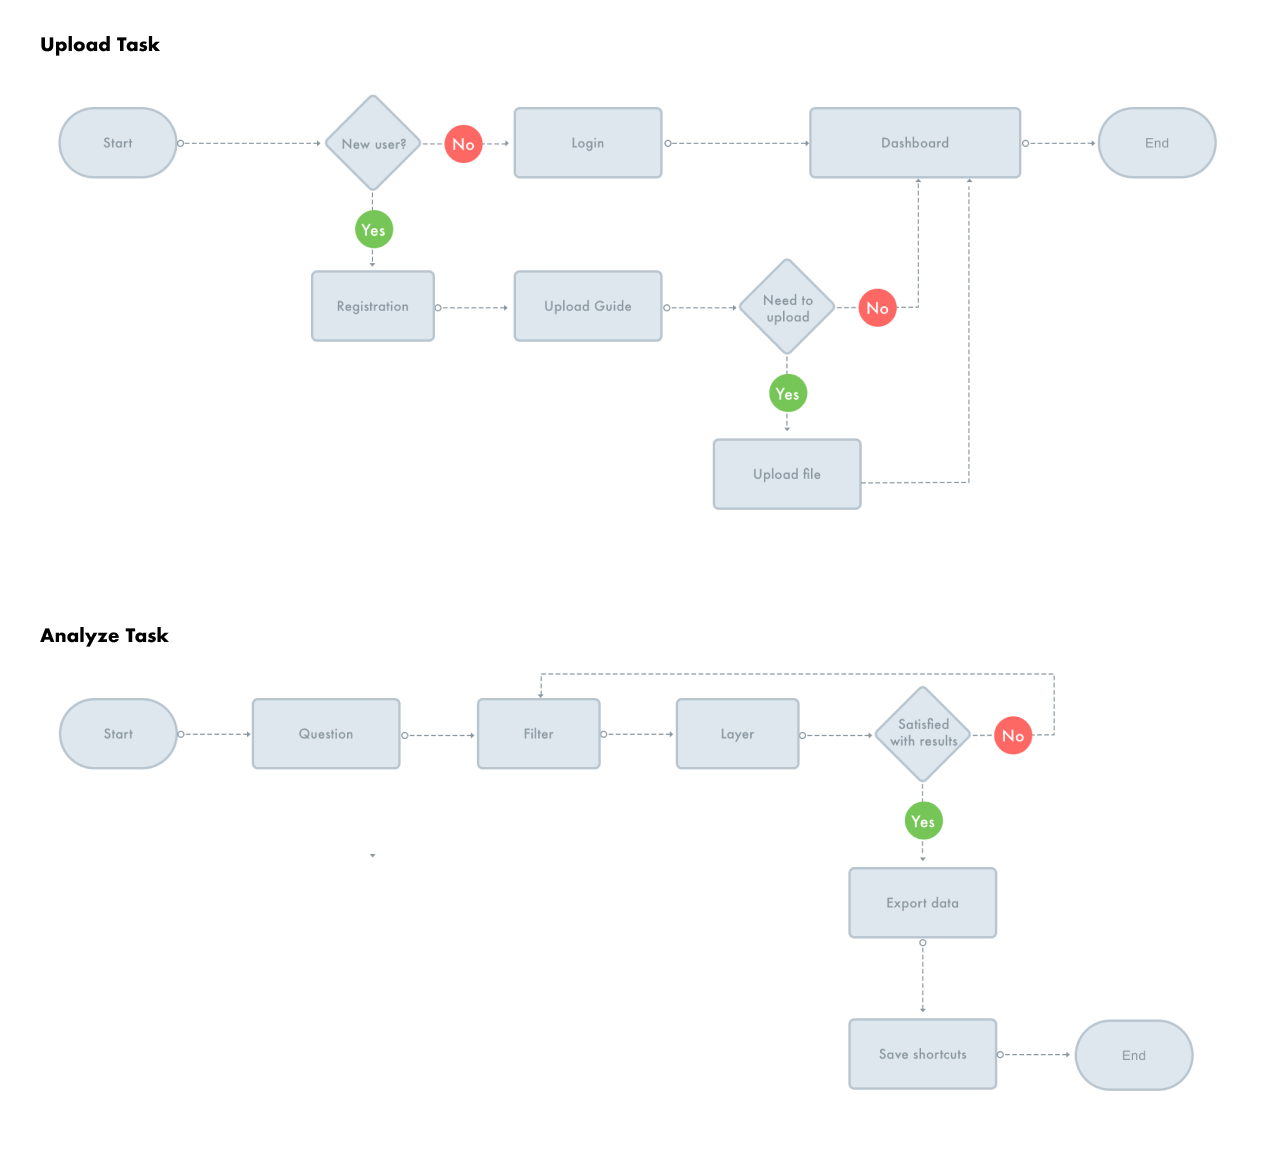 Upload Task
Start
New user?
No
Login
Dashboard
End
Yes
Registration
Upload Guide
Need to
upload
No
Yes
Upload file
Analyze Task
Start
Question
Filter
Layer
Satisfied
with results
No
Yes
Export data
Save shortcuts
End